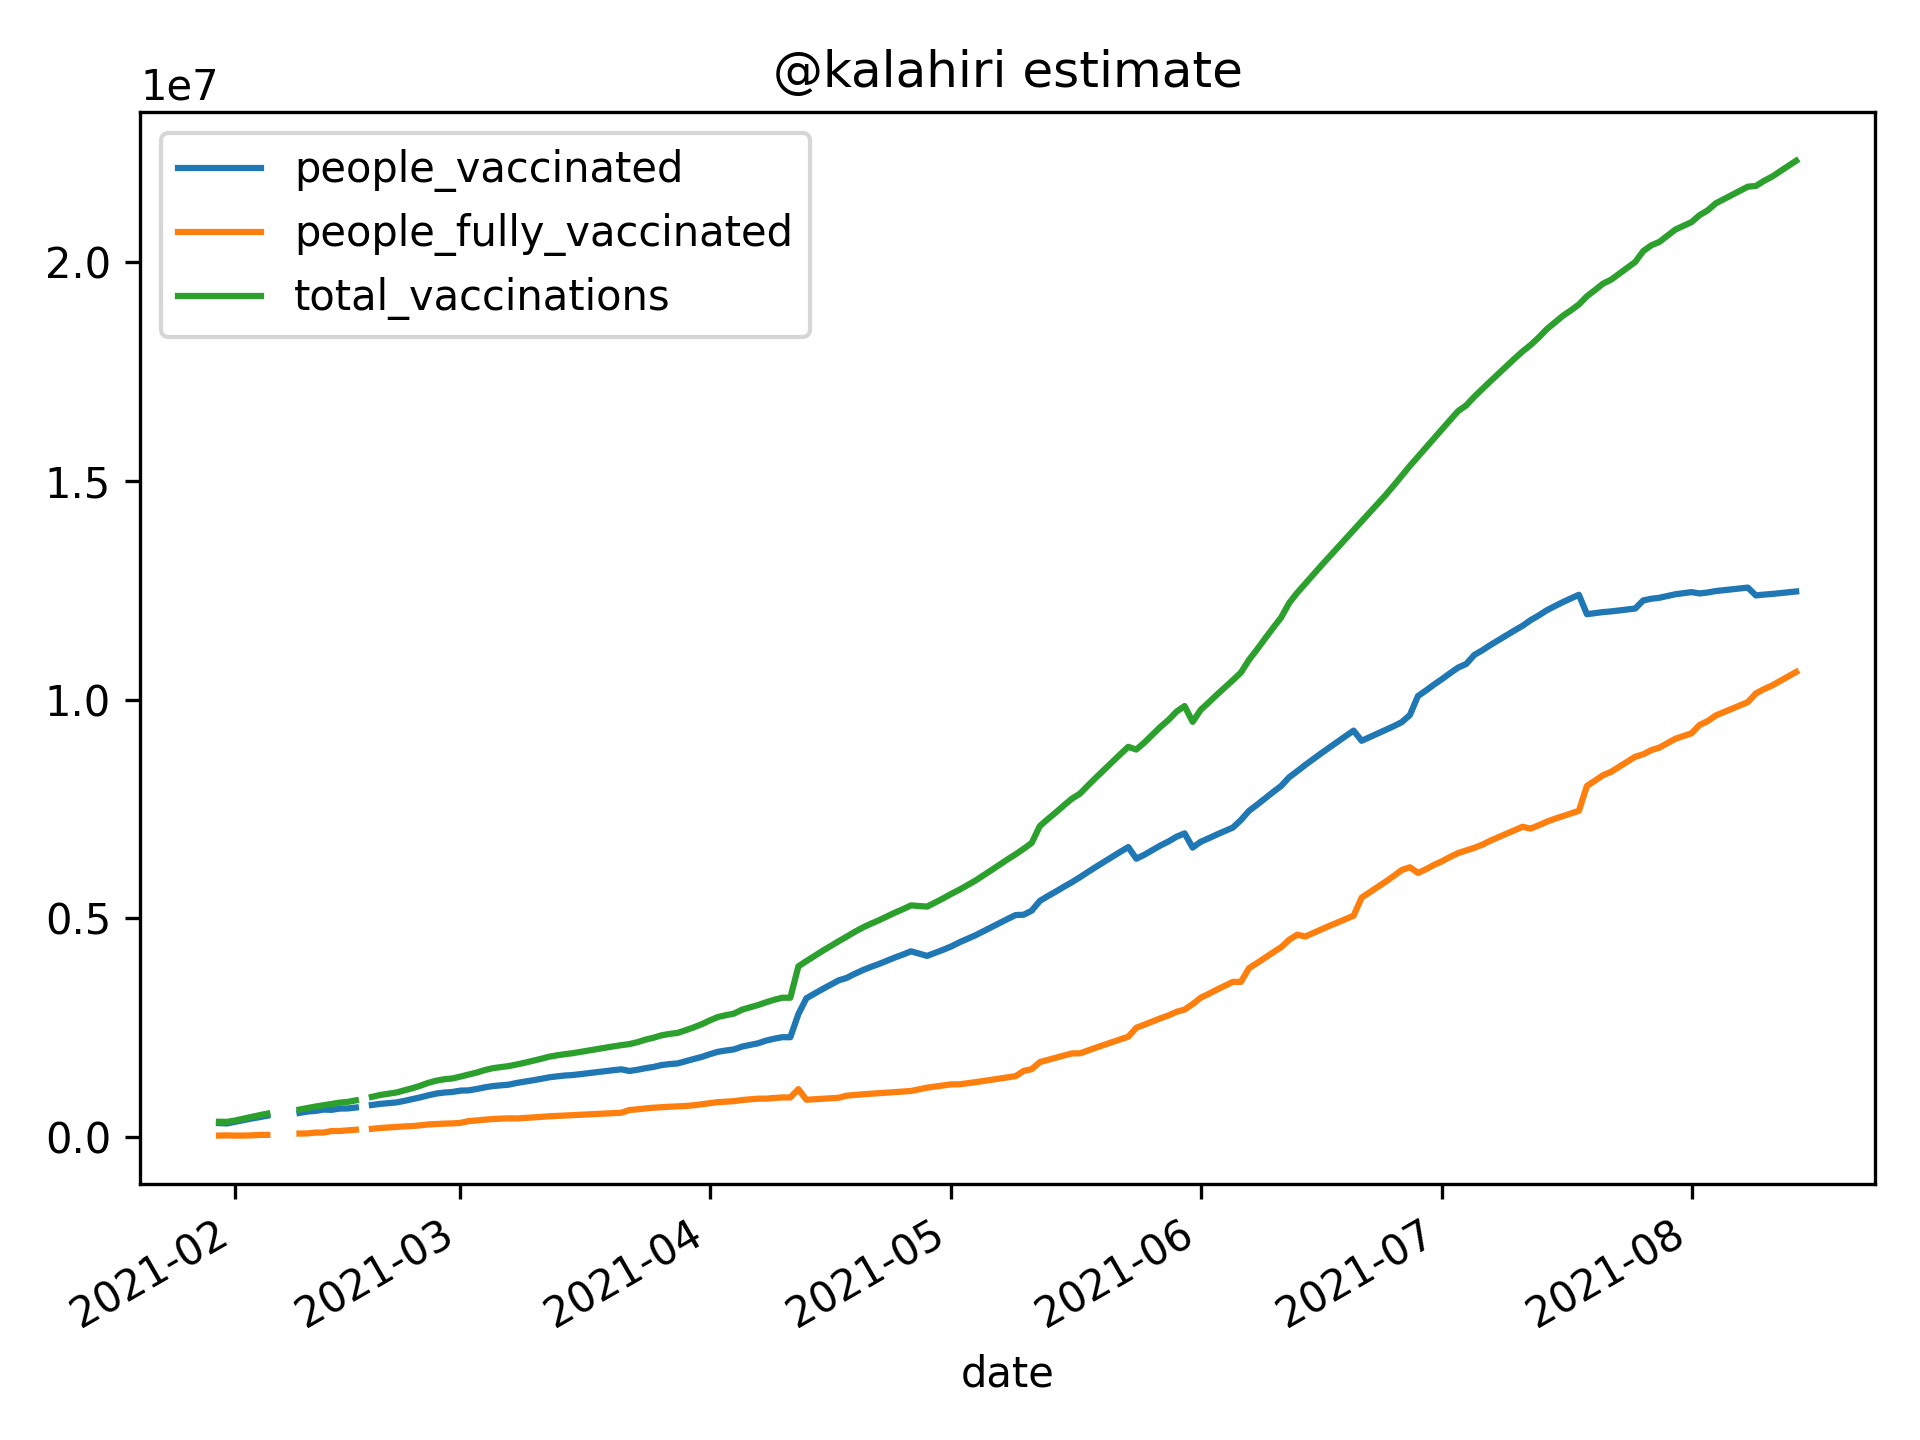 @kalahiri estimate
1e7
people_vaccinated
people_fully_vaccinated
total_vaccinations
2.0
1.5
1.0
0.5
0.0
2021-02
2021-03
2021-04
2021-05
2021-06
2021-07
2021-08
date